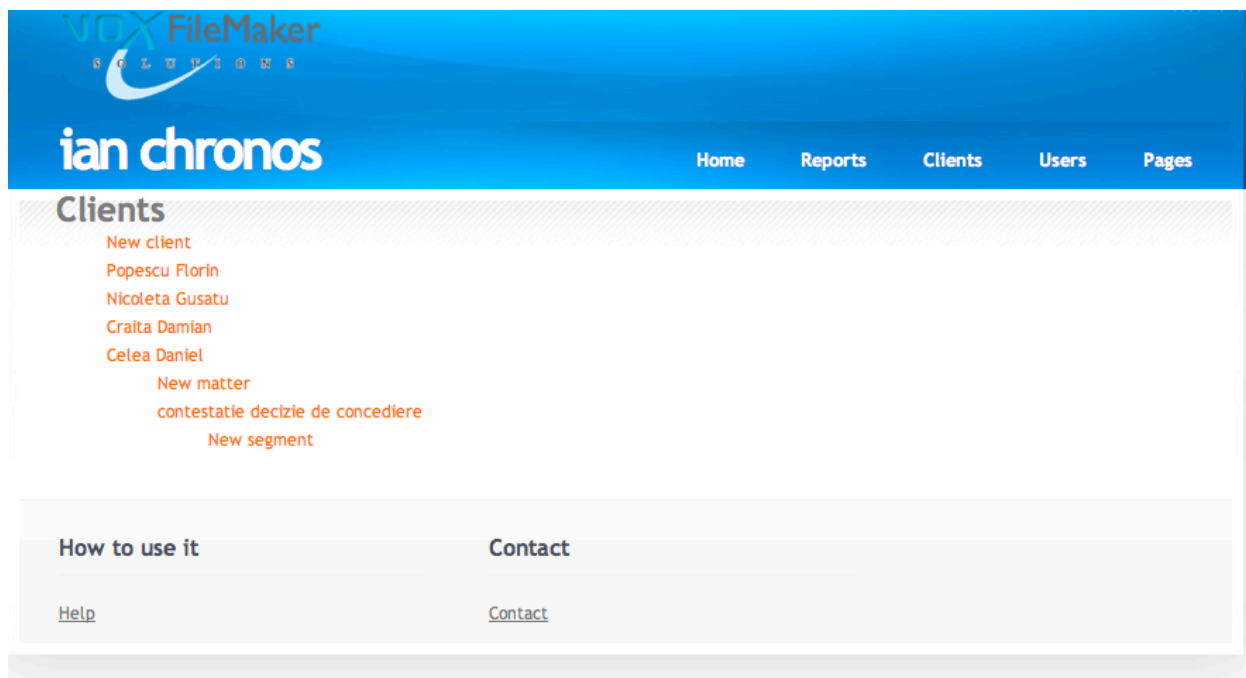 VOX FileMaker
SOLUTIONS
ian chronos
Home Reports Clients Users Pages
Clients
New client
Popescu Florin
Nicoleta Gusatu
Craita Damian
Celea Daniel
New matter
contestatie decizie de concediere
New segment
How to use it Contact
Help Contact